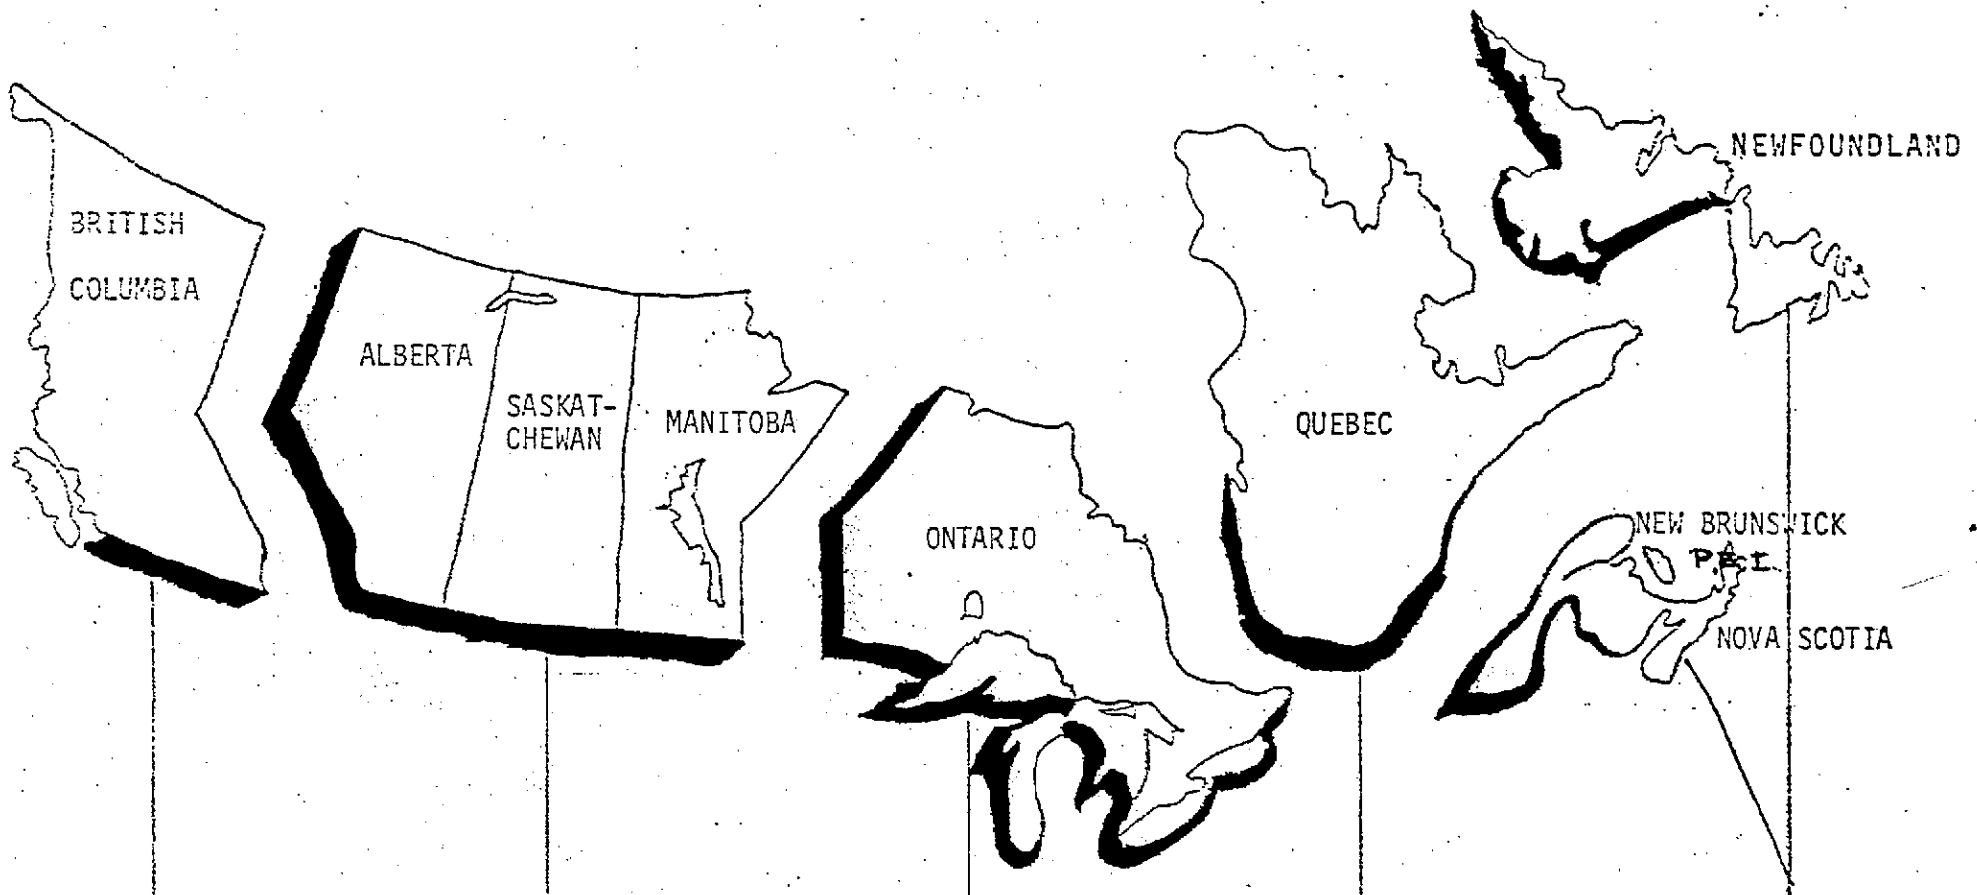 BRITISH
COLUMBIA
ALBERTA
SASKAT-
CHEWAN
MANITOBA
ONTARIO
QUEBEC
NEWFOUNDLAND
NEW BRUNSWICK
P.E.I.
NOVA SCOTIA